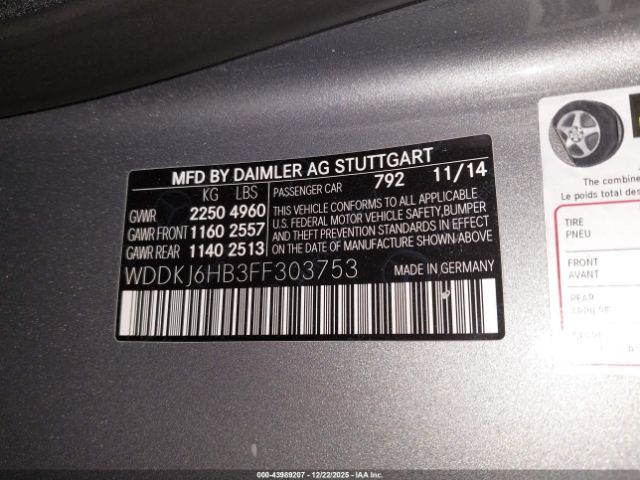 MFD BY DAIMLER AG STUTTGART
KG LBS PASSENGER CAR 792 11/14
GVWR 2250 4960
GAWR FRONT 1160 2557
GAWR REAR 1140 2513
THIS VEHICLE CONFORMS TO ALL APPLICABLE
U.S. FEDERAL MOTOR VEHICLE SAFETY,BUMPER
AND THEFT PREVENTION STANDARDS IN EFFECT
ON THE DATE OF MANUFACTURE SHOWN ABOVE
WDDKJ6HB3FF303753 MADE IN GERMANY
The combine
Le poids total des
TIRE
PNEU
FRONT
AVANT
REAR
000-43989207 - 12/22/2025 - IAA, Inc.